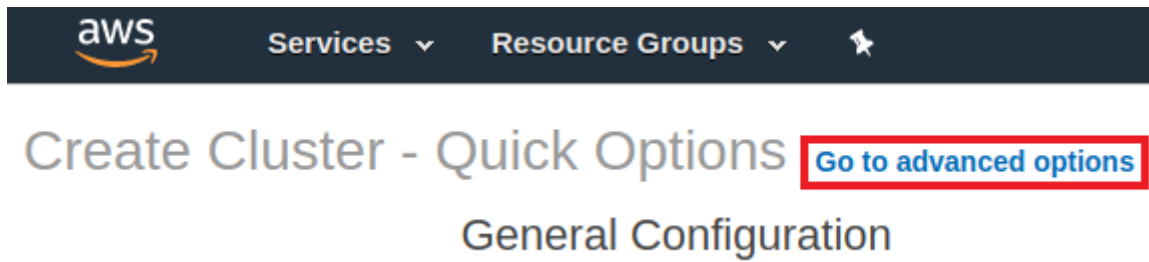 aws Services Resource Groups
Create Cluster - Quick Options Go to advanced options
General Configuration